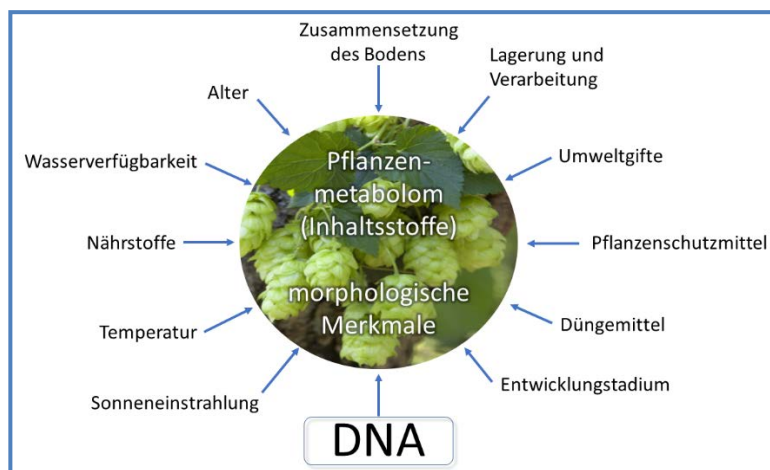 Zusammensetzung
des Bodens
Lagerung und
Verarbeitung
Alter
Umweltgifte
Wasserverfügbarkeit
Pflanzen-
metabolom
(Inhaltsstoffe)
Nährstoffe
Pflanzenschutzmittel
morphologische
Merkmale
Temperatur
Düngemittel
Sonneneinstrahlung
Entwicklungstadium
DNA